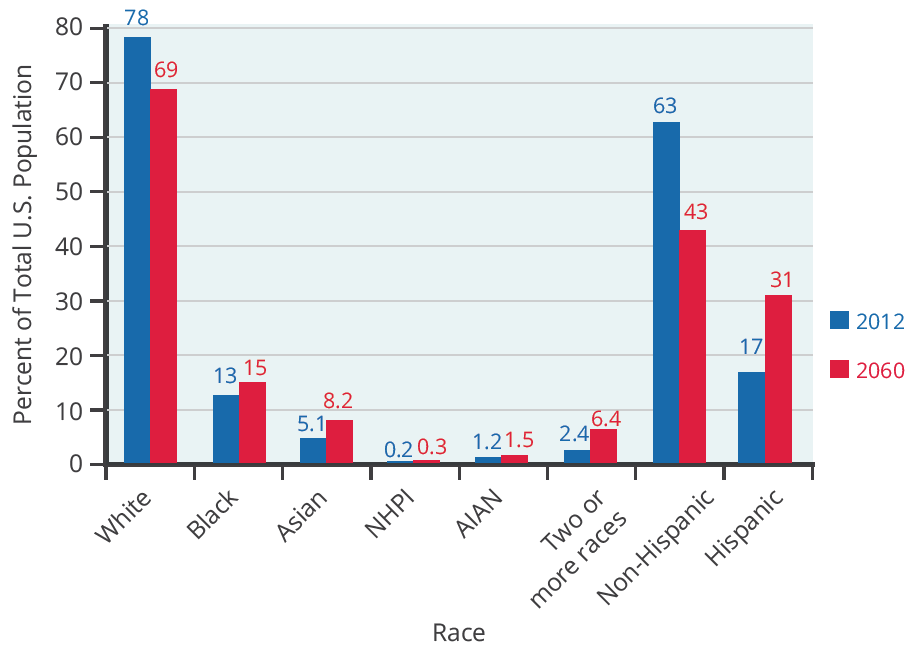 Percent of Total U.S. Population
80
70
60
50
40
30
20
10
0
78
69
13
15
5.1
8.2
0.2
0.3
1.2
1.5
2.4
6.4
63
43
17
31
White
Black
Asian
NHPI
AIAN
Two or
more races
Non-Hispanic
Hispanic
Race
2012
2060